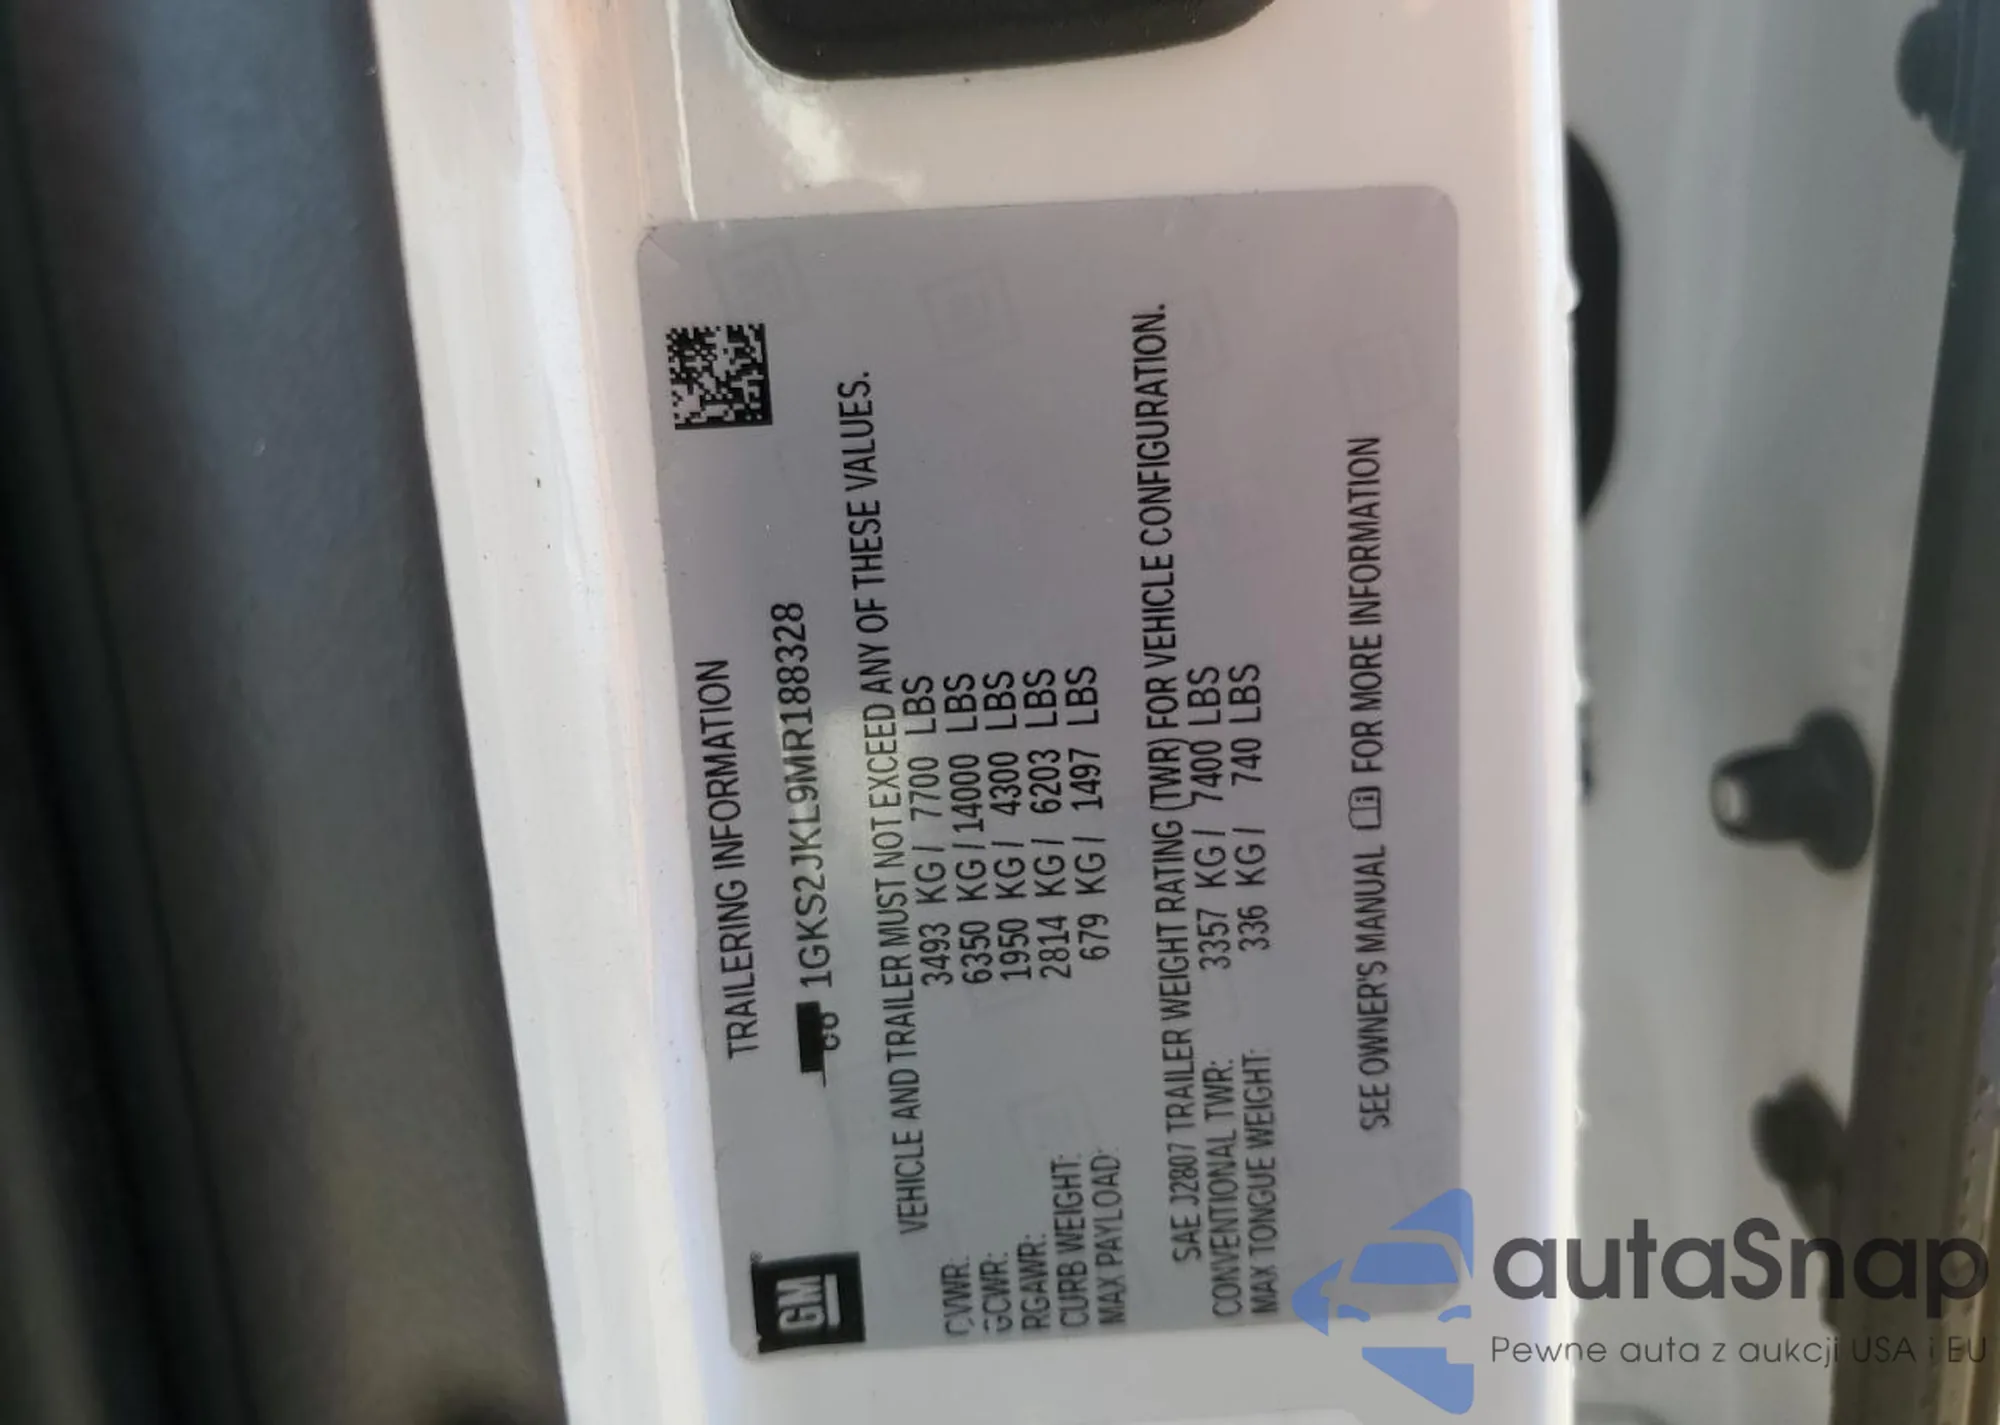 GM
TRAILERING INFORMATION
1GKS2JKL9MR188328
VEHICLE AND TRAILER MUST NOT EXCEED ANY OF THESE VALUES.
GVWR: 3493 KG / 7700 LBS
GCWR: 6350 KG / 14000 LBS
RGAWR: 1950 KG / 4300 LBS
CURB WEIGHT: 2814 KG / 6203 LBS
MAX PAYLOAD: 679 KG / 1497 LBS
SAE J2807 TRAILER WEIGHT RATING (TWR) FOR VEHICLE CONFIGURATION.
CONVENTIONAL TWR: 3357 KG / 7400 LBS
MAX TONGUE WEIGHT: 336 KG / 740 LBS
SEE OWNER'S MANUAL FOR MORE INFORMATION
autaSnap
Pewne auta z aukcji USA i EU